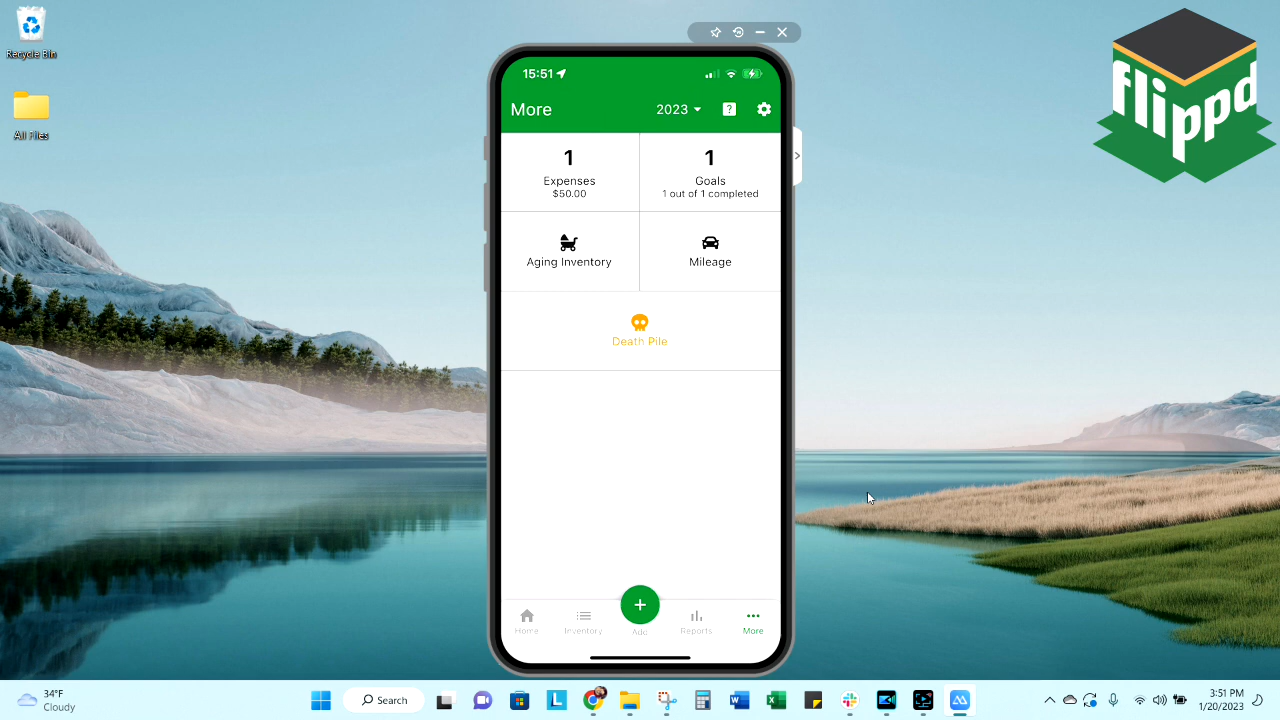 Recycle Bin
All Files
flippd
15:51
More
2023
?
1
Expenses
$50.00
1
Goals
1 out of 1 completed
Aging Inventory
Mileage
Death Pile
Home
Inventory
Add
Reports
More
34°F
Cloudy
Search
3:51 PM
1/20/2023